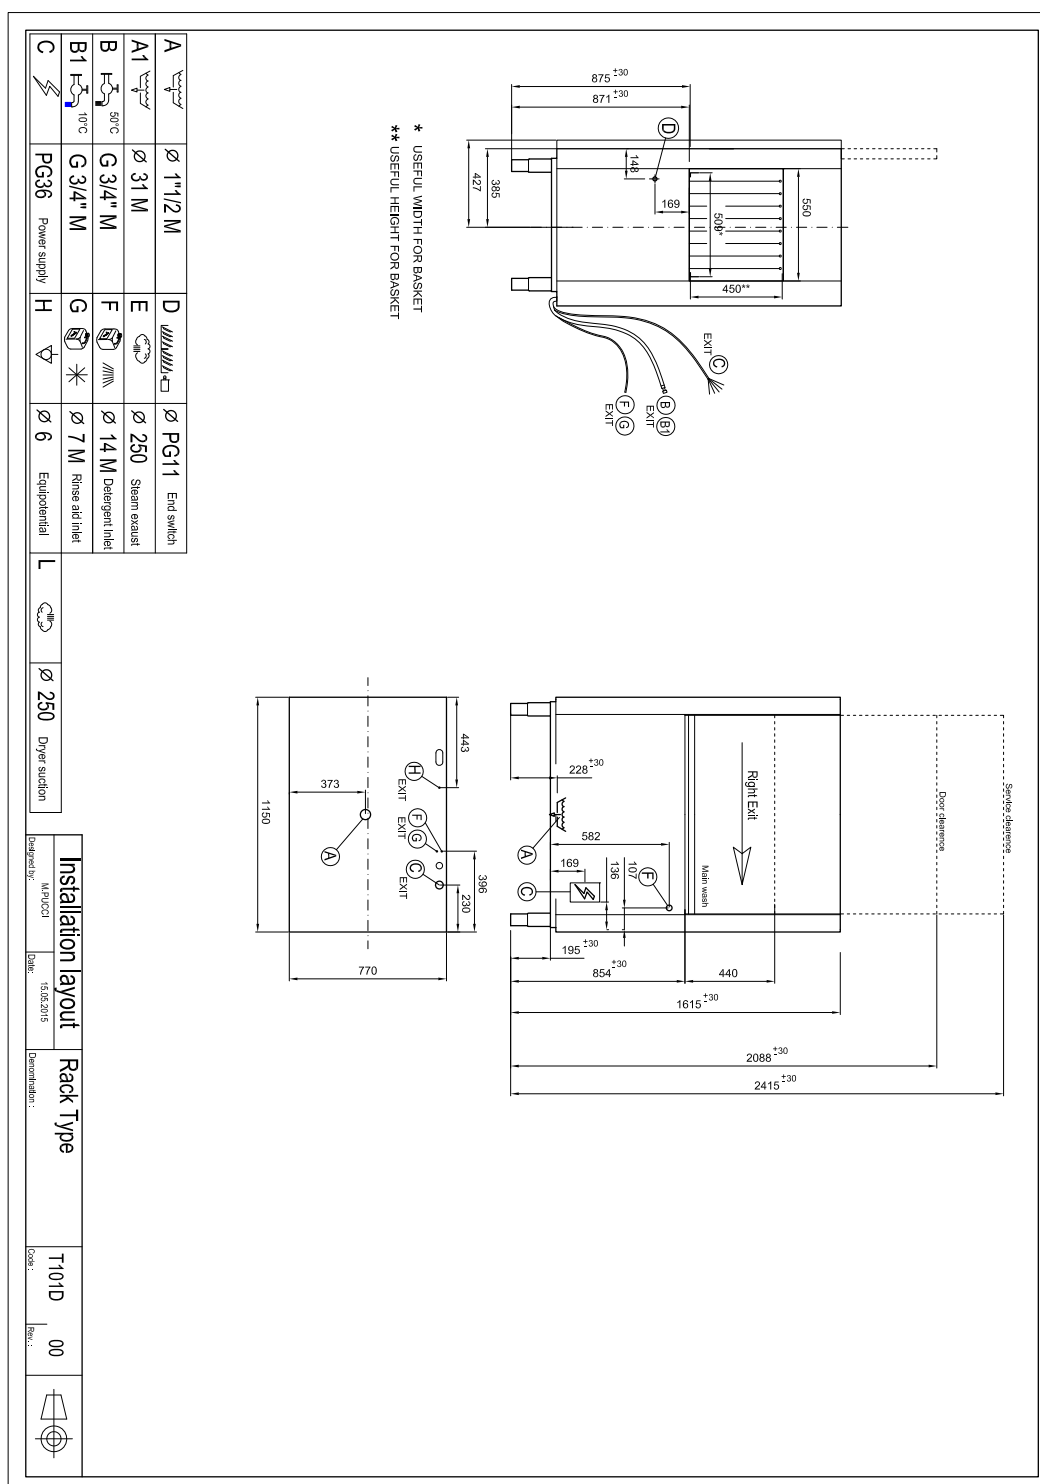 875 ±30
871 ±30
D
148
385
427
169
509*
550
450**
EXIT C
B B1
EXIT
F G
EXIT
* USEFUL WIDTH FOR BASKET
** USEFUL HEIGHT FOR BASKET
Service clearence
Door clearence
Right Exit
Main wash
228 ±30
A
582
169
C
136
107
F
195 ±30
854 ±30
440
1615 ±30
2088 ±30
2415 ±30
443
373
H
EXIT
F G
EXIT
C
EXIT
A
1150
396
230
770
A Ø 1"1/2 M D Ø PG11 End switch
A1 Ø 31 M E Ø 250 Steam exaust
B 50°C G 3/4" M F Ø 14 M Detergent inlet
B1 10°C G 3/4" M G Ø 7 M Rinse aid inlet
C PG36 Power supply H Ø 6 Equipotential L Ø 250 Dryer suction
Installation layout
Designed by: M.PUCCI Date: 15.05.2015
Rack Type
Denomination :
T101D 00
Code : Rev. :